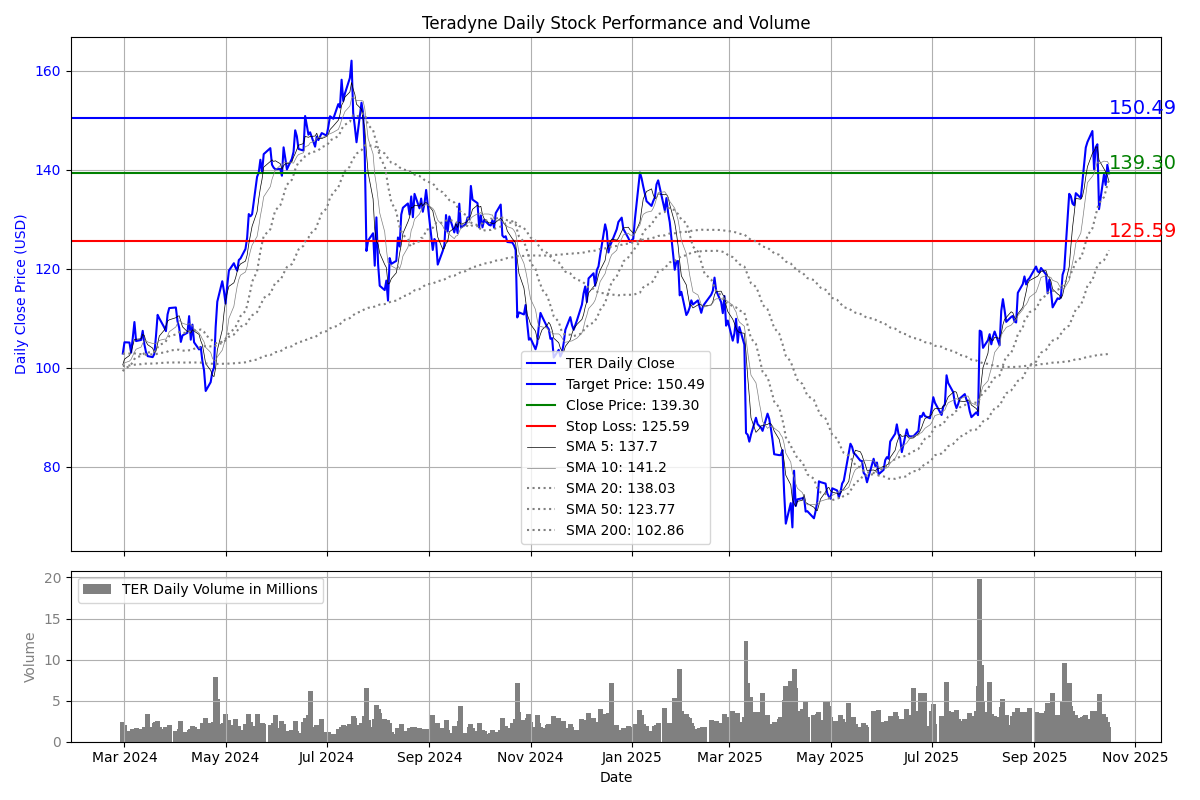 Teradyne Daily Stock Performance and Volume
Daily Close Price (USD)
160
140
120
100
80
150.49
139.30
125.59
TER Daily Close
Target Price: 150.49
Close Price: 139.30
Stop Loss: 125.59
SMA 5: 137.7
SMA 10: 141.2
SMA 20: 138.03
SMA 50: 123.77
SMA 200: 102.86
Volume
20
15
10
5
0
TER Daily Volume in Millions
Mar 2024 May 2024 Jul 2024 Sep 2024 Nov 2024 Jan 2025 Mar 2025 May 2025 Jul 2025 Sep 2025 Nov 2025
Date